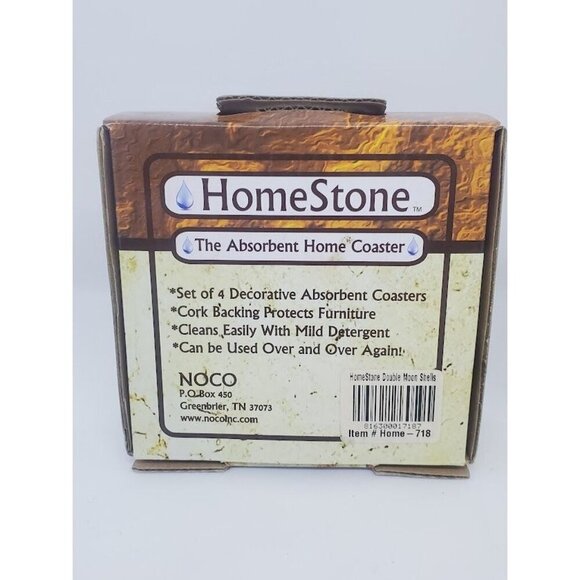 HomeStone™
The Absorbent Home Coaster
*Set of 4 Decorative Absorbent Coasters
*Cork Backing Protects Furniture
*Cleans Easily With Mild Detergent
*Can be Used Over and Over Again!
NOCO
P.O.Box 450
Greenbrier, TN 37073
www.nocoinc.com
HomeStone Double Moon Shells
816300017187
Item # Home-718